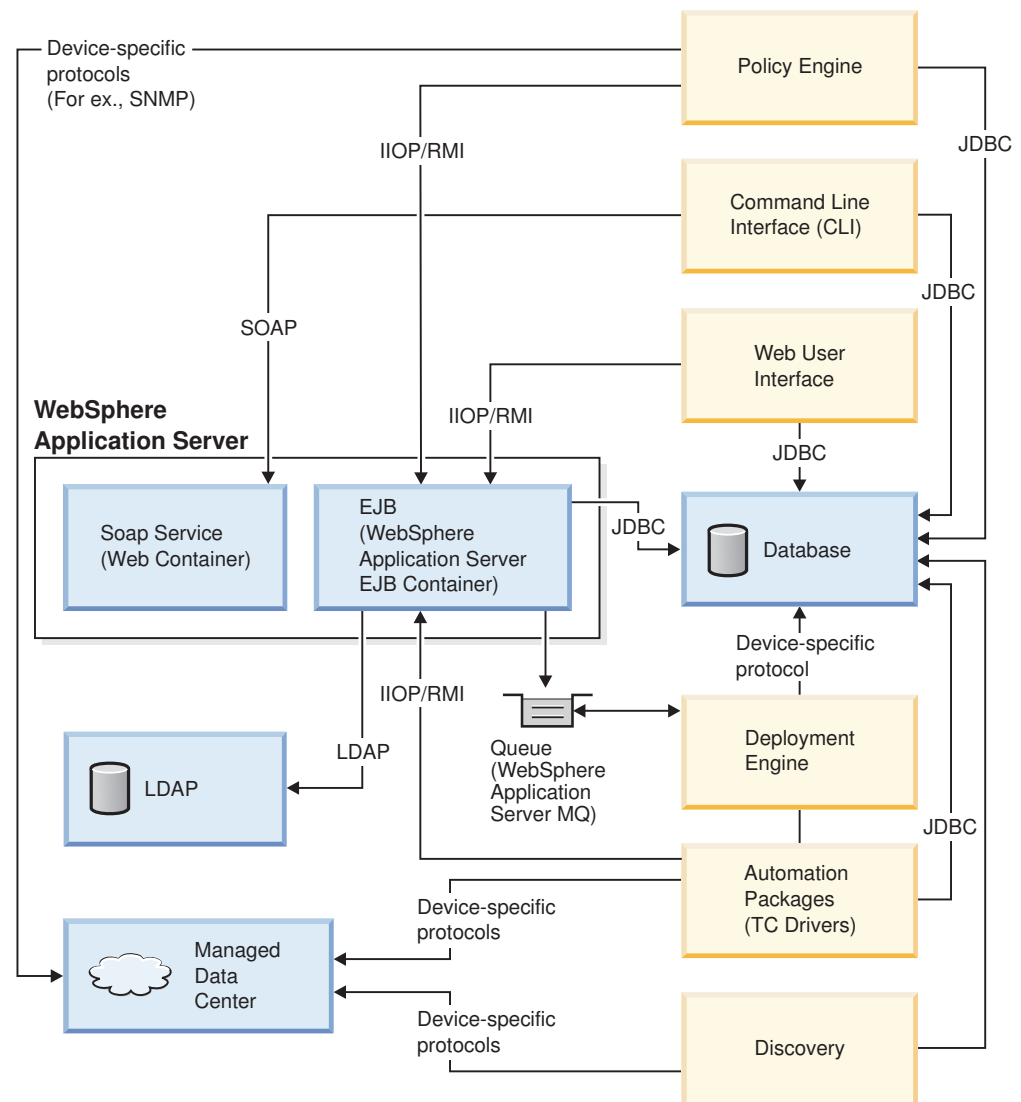 Device-specific
protocols
(For ex., SNMP)
Policy Engine
JDBC
IIOP/RMI
Command Line
Interface (CLI)
JDBC
SOAP
Web User
Interface
WebSphere
Application Server
IIOP/RMI
JDBC
Soap Service
(Web Container)
EJB
(WebSphere
Application Server
EJB Container)
JDBC
Database
Device-specific
protocol
IIOP/RMI
LDAP
LDAP
Queue
(WebSphere
Application
Server MQ)
Deployment
Engine
JDBC
Automation
Packages
(TC Drivers)
Device-specific
protocols
Managed
Data
Center
Device-specific
protocols
Discovery